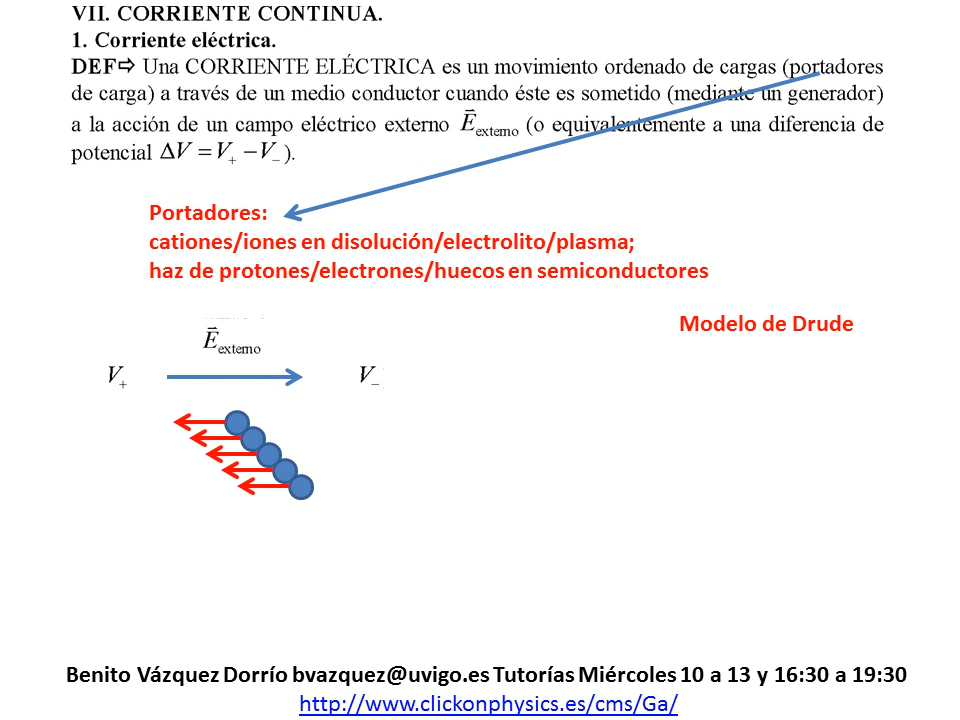 VII. CORRIENTE CONTINUA.
1. Corriente eléctrica.
DEF⇨ Una CORRIENTE ELÉCTRICA es un movimiento ordenado de cargas (portadores
de carga) a través de un medio conductor cuando éste es sometido (mediante un generador)
a la acción de un campo eléctrico externo E⃗externo (o equivalentemente a una diferencia de
potencial ΔV = V₊ − V₋ ).
Portadores:
cationes/iones en disolución/electrolito/plasma;
haz de protones/electrones/huecos en semiconductores
Modelo de Drude
E⃗externo
V₊ V₋
Benito Vázquez Dorrío bvazquez@uvigo.es Tutorías Miércoles 10 a 13 y 16:30 a 19:30
http://www.clickonphysics.es/cms/Ga/